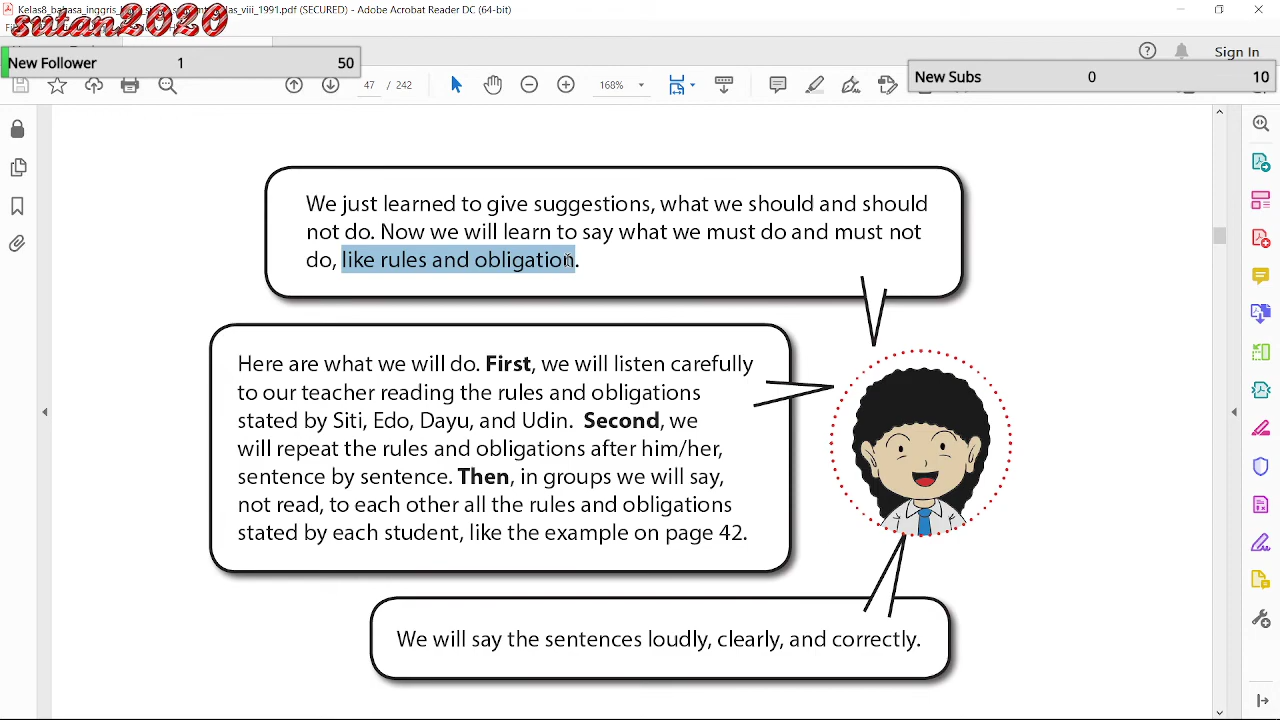 Kelas8_bahasa_inggris_ _viii_1991.pdf (SECURED) - Adobe Acrobat Reader DC (64-bit)
sutan2020
New Follower 1 50
Sign In
New Subs 0 10
47 / 242
168%
We just learned to give suggestions, what we should and should
not do. Now we will learn to say what we must do and must not
do, like rules and obligation.
Here are what we will do. First, we will listen carefully
to our teacher reading the rules and obligations
stated by Siti, Edo, Dayu, and Udin. Second, we
will repeat the rules and obligations after him/her,
sentence by sentence. Then, in groups we will say,
not read, to each other all the rules and obligations
stated by each student, like the example on page 42.
We will say the sentences loudly, clearly, and correctly.